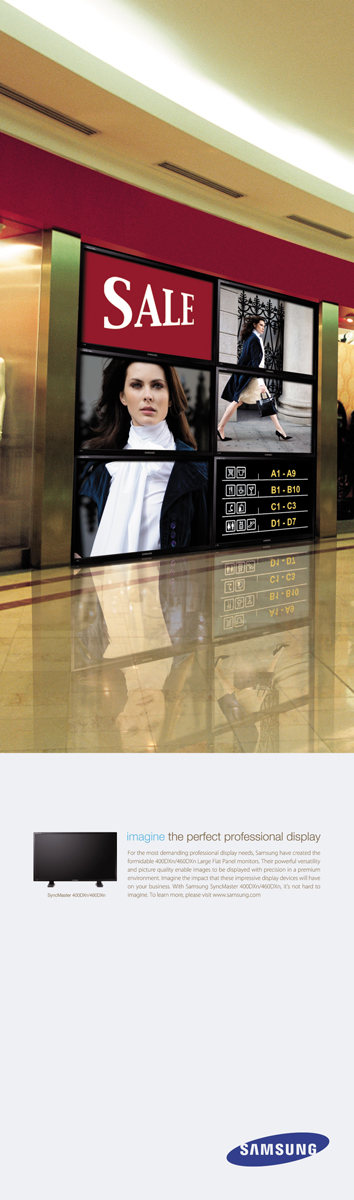 SALE
A1 - A9
B1 - B10
C1 - C3
D1 - D7
imagine the perfect professional display
For the most demanding professional display needs, Samsung have created the
formidable 400DXn/460DXn Large Flat Panel monitors. Their powerful versatility
and picture quality enable images to be displayed with precision in a premium
environment. Imagine the impact that these impressive display devices will have
on your business. With Samsung SyncMaster 400DXn/460DXn, it's not hard to
imagine. To learn more, please visit www.samsung.com
SyncMaster 400DXn/460DXn
SAMSUNG